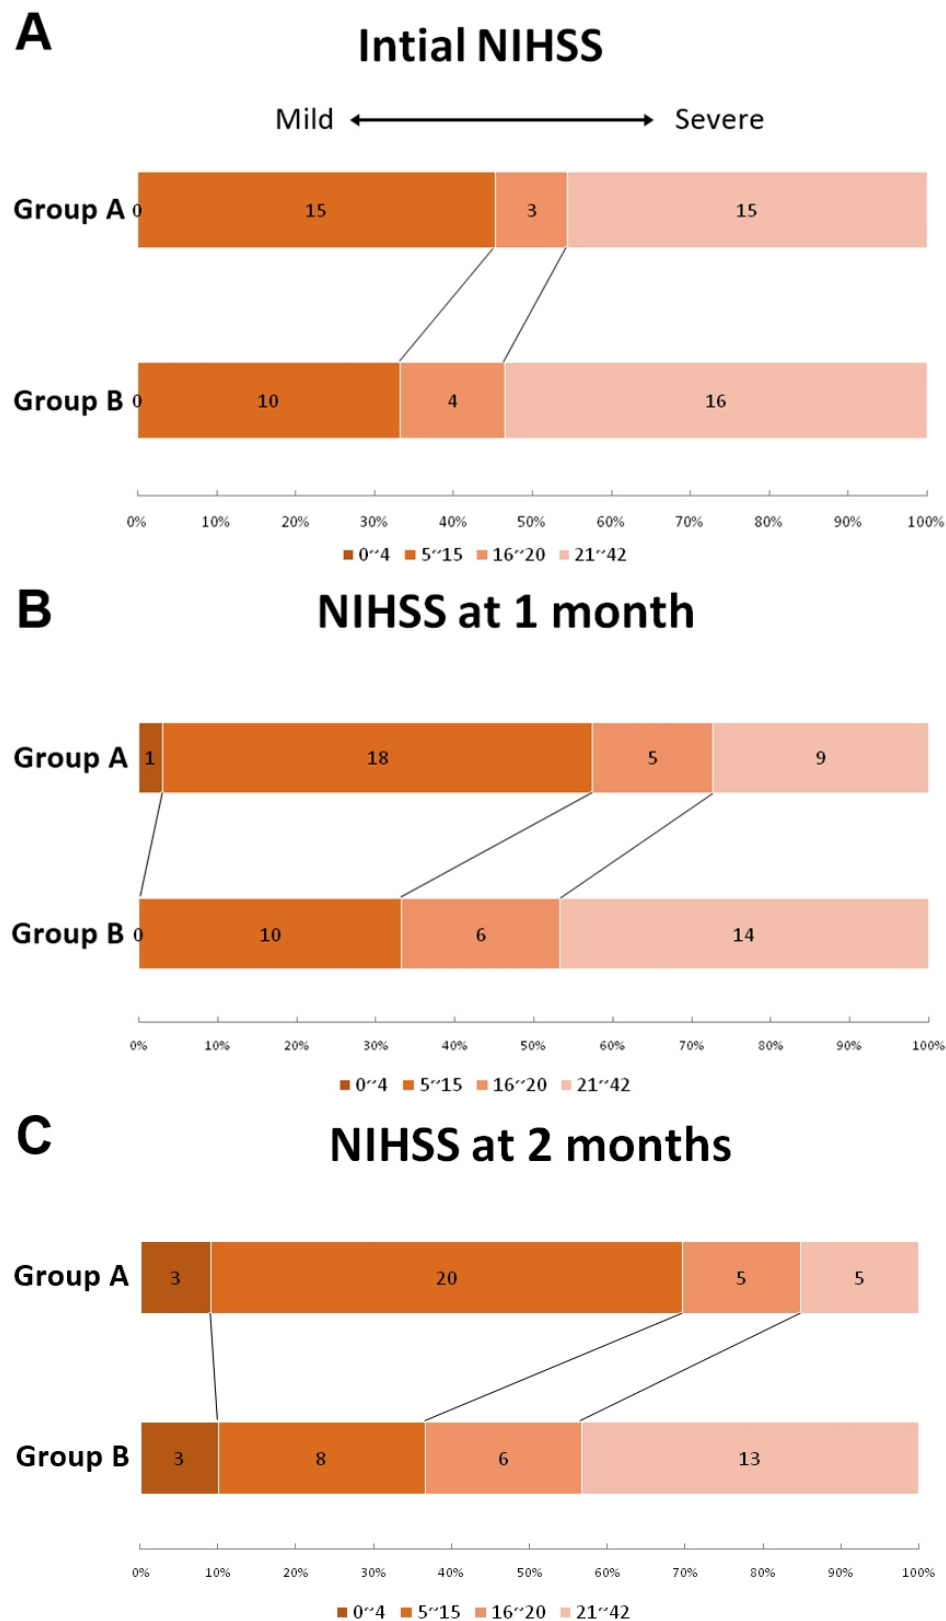 A
Intial NIHSS
Mild Severe
Group A 0 15 3 15
Group B 0 10 4 16
0% 10% 20% 30% 40% 50% 60% 70% 80% 90% 100%
0~4 5~15 16~20 21~42
B
NIHSS at 1 month
Group A 1 18 5 9
Group B 0 10 6 14
0% 10% 20% 30% 40% 50% 60% 70% 80% 90% 100%
0~4 5~15 16~20 21~42
C
NIHSS at 2 months
Group A 3 20 5 5
Group B 3 8 6 13
0% 10% 20% 30% 40% 50% 60% 70% 80% 90% 100%
0~4 5~15 16~20 21~42